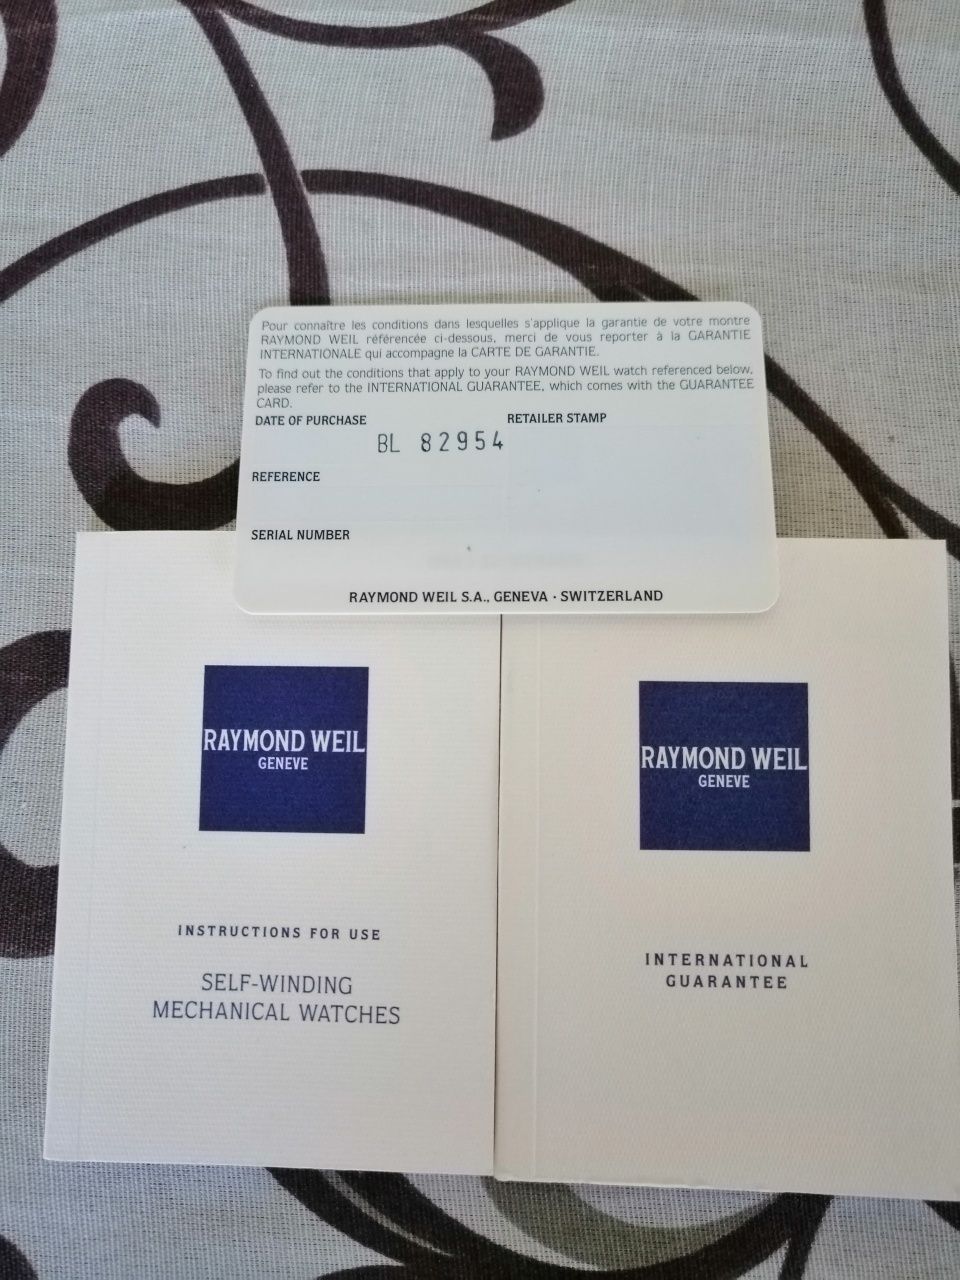 Pour connaître les conditions dans lesquelles s'applique la garantie de votre montre
RAYMOND WEIL référencée ci-dessous, merci de vous reporter à la GARANTIE
INTERNATIONALE qui accompagne la CARTE DE GARANTIE.
To find out the conditions that apply to your RAYMOND WEIL watch referenced below,
please refer to the INTERNATIONAL GUARANTEE, which comes with the GUARANTEE
CARD.
DATE OF PURCHASE RETAILER STAMP
BL 82954
REFERENCE
SERIAL NUMBER
RAYMOND WEIL S.A., GENEVA · SWITZERLAND
RAYMOND WEIL
GENEVE
INSTRUCTIONS FOR USE
SELF-WINDING
MECHANICAL WATCHES
RAYMOND WEIL
GENEVE
INTERNATIONAL
GUARANTEE